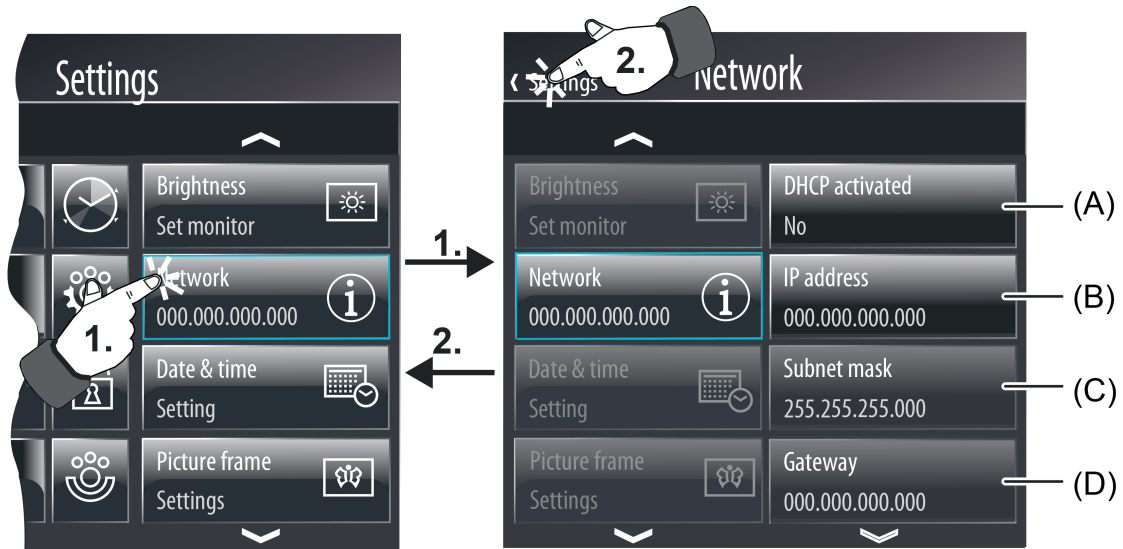 Settings
Brightness
Set monitor
Network
000.000.000.000
Date & time
Setting
Picture frame
Settings
1.
1.
2.
2.
Settings
Network
Brightness
Set monitor
Network
000.000.000.000
Date & time
Setting
Picture frame
Settings
DHCP activated
No
IP address
000.000.000.000
Subnet mask
255.255.255.000
Gateway
000.000.000.000
(A)
(B)
(C)
(D)